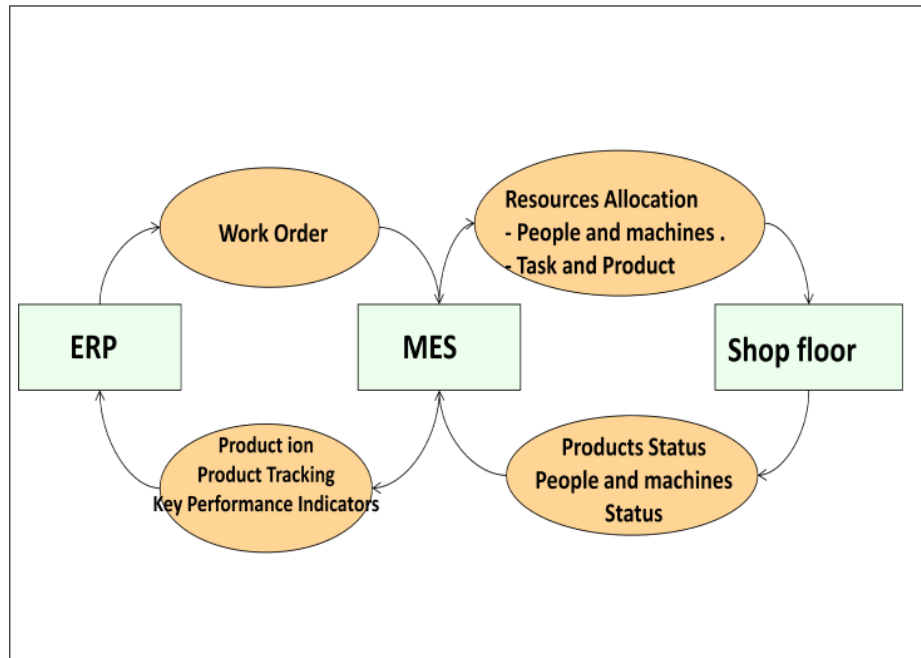 Work Order
Resources Allocation
- People and machines .
- Task and Product
ERP
MES
Shop floor
Product ion
Product Tracking
Key Performance Indicators
Products Status
People and machines
Status